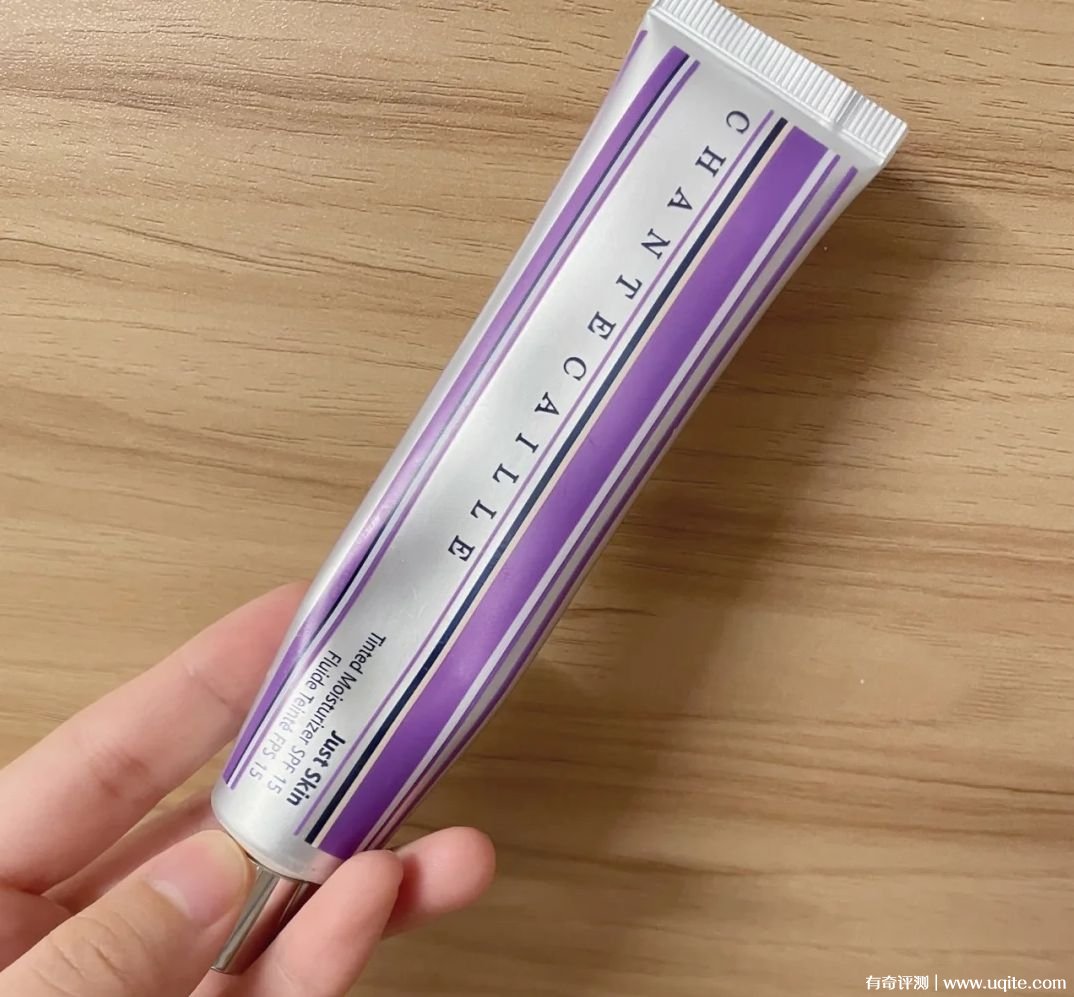 CHANTECAILLE
Just Skin
Tinted Moisturizer SPF 15
Fluide Teinté FPS 15
有奇评测 | www.uqite.com